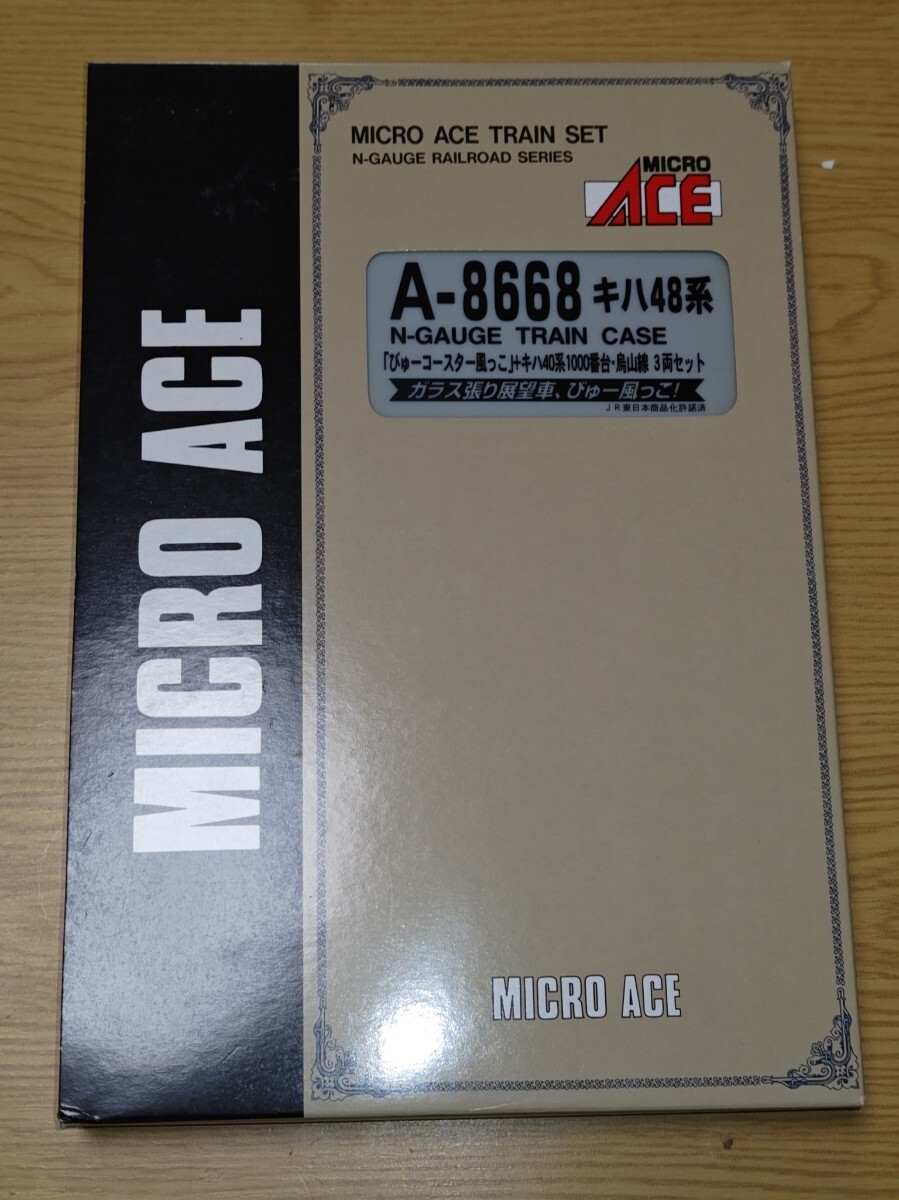 MICRO ACE
MICRO ACE TRAIN SET
N-GAUGE RAILROAD SERIES
MICRO
ACE
A-8668 キハ48系
N-GAUGE TRAIN CASE
「びゅーコースター風っこ」+キハ40系1000番台・烏山線 3両セット
ガラス張り展望車、びゅー風っこ!
JR東日本商品化許諾済
MICRO ACE